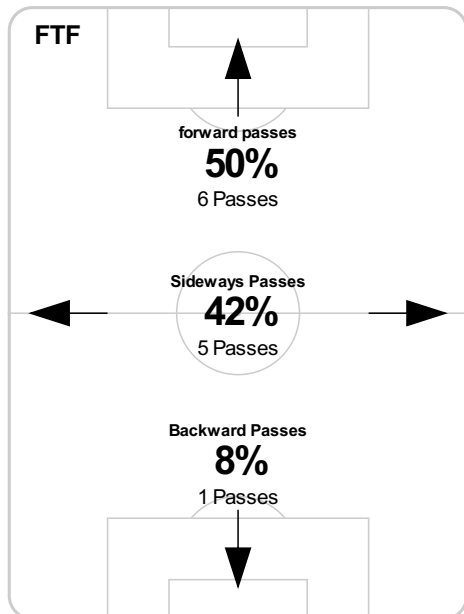 FTF
forward passes
50%
6 Passes
Sideways Passes
42%
5 Passes
Backward Passes
8%
1 Passes